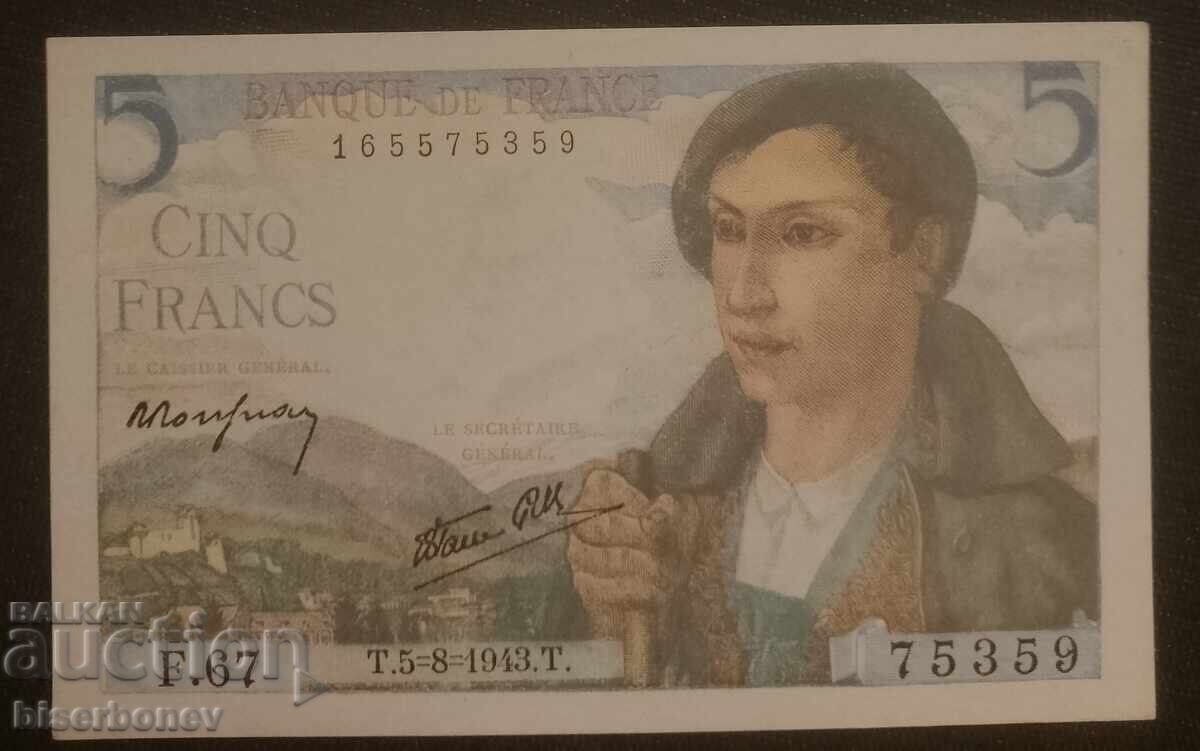 5
BANQUE DE FRANCE
5
165575359
CINQ
FRANCS
LE CAISSIER GÉNÉRAL.
LE SECRÉTAIRE
GÉNÉRAL.
F.67
T.5=8=1943.T.
75359
BALKAN
auction
biserbonev